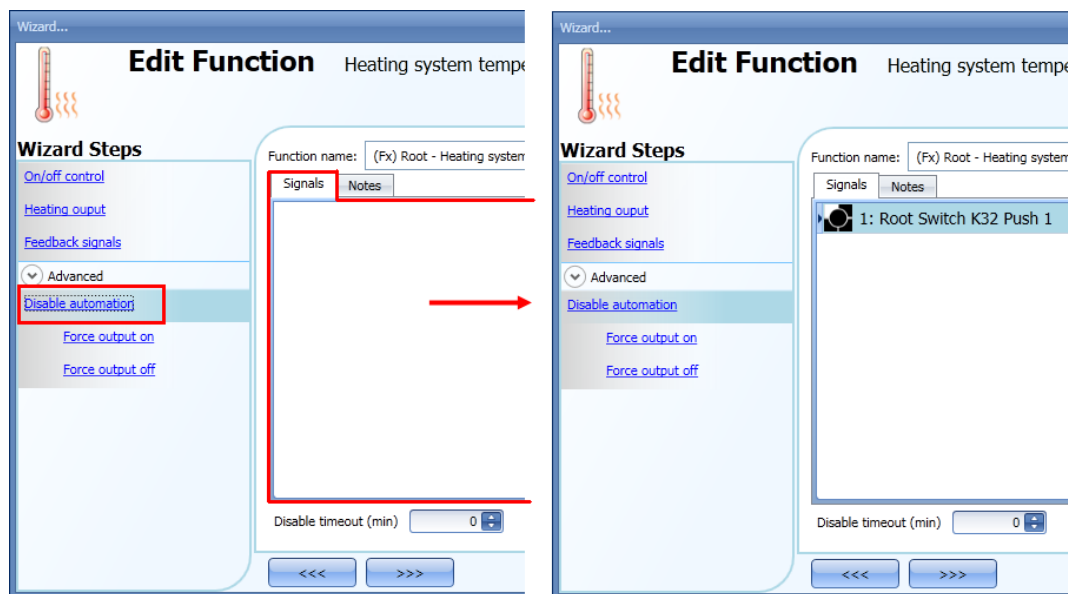 Wizard...
Edit Function Heating system tempe
Wizard Steps
On/off control
Heating ouput
Feedback signals
Advanced
Disable automation
Force output on
Force output off
Function name: (Fx) Root - Heating system
Signals Notes
Disable timeout (min) 0
<<< >>>
Wizard...
Edit Function Heating system tempe
Wizard Steps
On/off control
Heating ouput
Feedback signals
Advanced
Disable automation
Force output on
Force output off
Function name: (Fx) Root - Heating system
Signals Notes
1: Root Switch K32 Push 1
Disable timeout (min) 0
<<< >>>